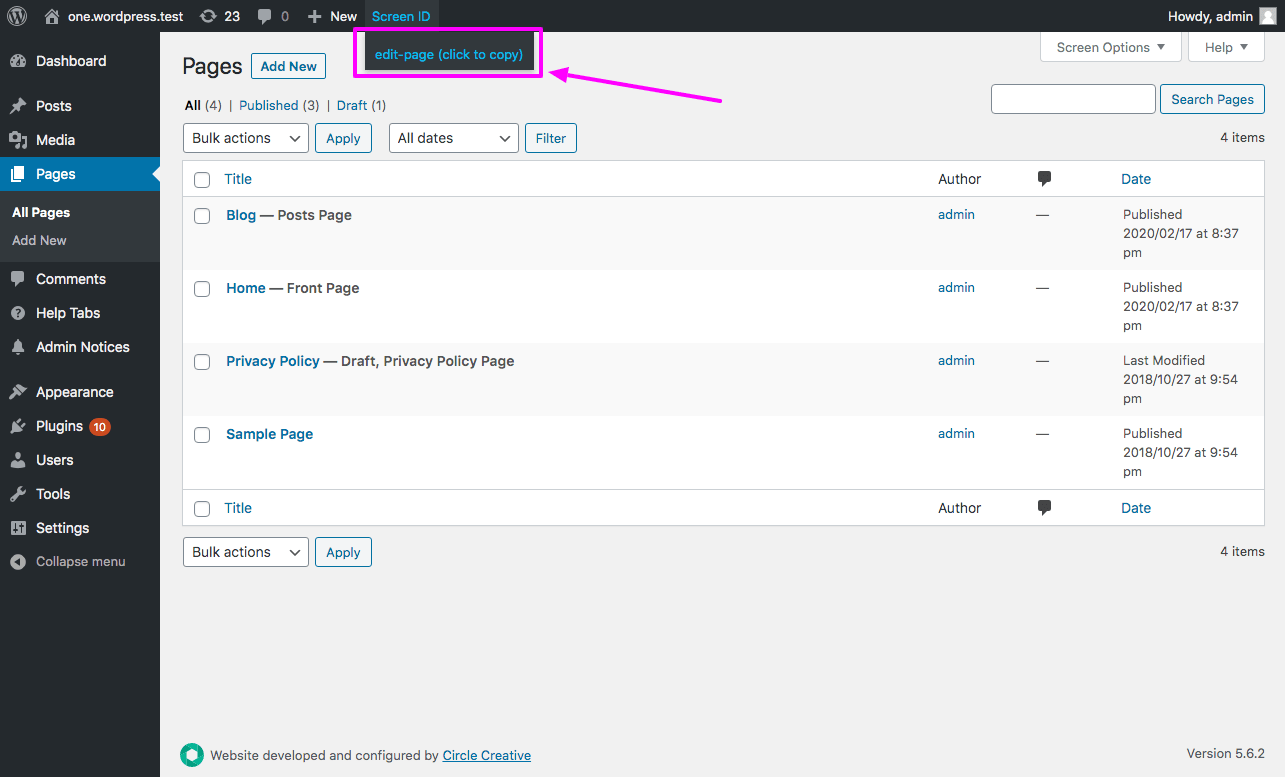 one.wordpress.test 23 0 New Screen ID Howdy, admin
edit-page (click to copy)
Screen Options Help
Dashboard
Posts
Media
Pages
All Pages
Add New
Comments
Help Tabs
Admin Notices
Appearance
Plugins 10
Users
Tools
Settings
Collapse menu
Pages Add New
All (4) | Published (3) | Draft (1)
Search Pages
Bulk actions Apply All dates Filter
4 items
Title Author Date
Blog — Posts Page admin — Published
2020/02/17 at 8:37
pm
Home — Front Page admin — Published
2020/02/17 at 8:37
pm
Privacy Policy — Draft, Privacy Policy Page admin — Last Modified
2018/10/27 at 9:54
pm
Sample Page admin — Published
2018/10/27 at 9:54
pm
Title Author Date
Bulk actions Apply
4 items
Website developed and configured by Circle Creative
Version 5.6.2